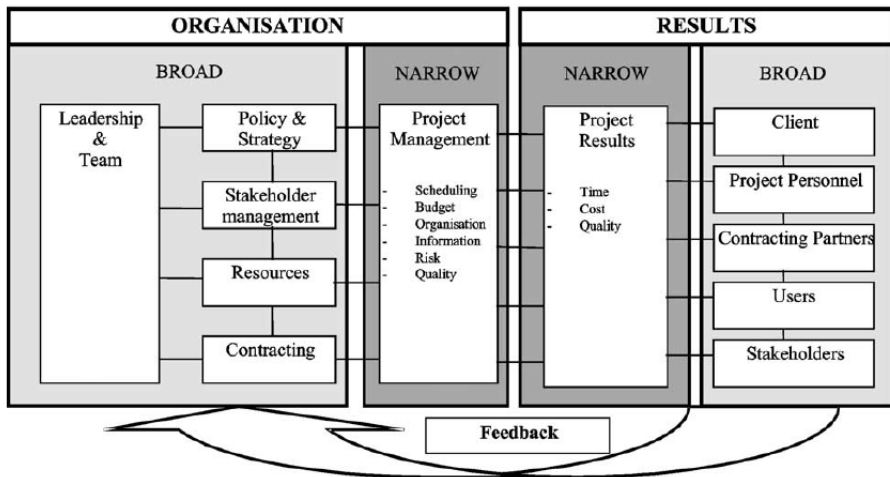 ORGANISATION
RESULTS
BROAD
NARROW
NARROW
BROAD
Leadership
&
Team
Policy &
Strategy
Stakeholder
management
Resources
Contracting
Project
Management
- Scheduling
- Budget
- Organisation
- Information
- Risk
- Quality
Project
Results
- Time
- Cost
- Quality
Client
Project Personnel
Contracting Partners
Users
Stakeholders
Feedback